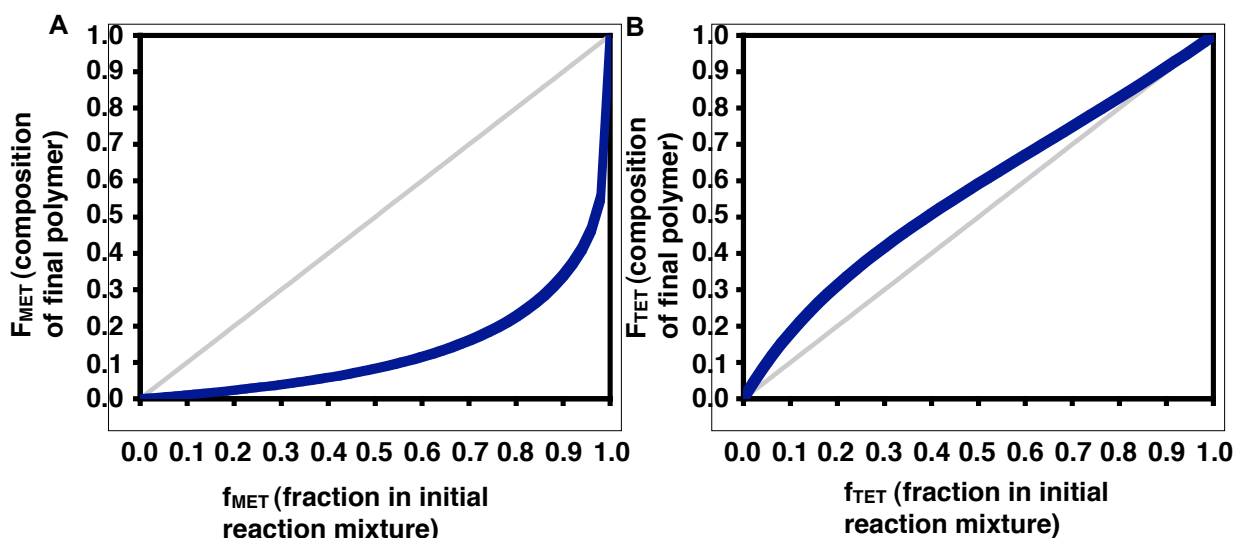 A
1.0
0.9
0.8
0.7
0.6
0.5
0.4
0.3
0.2
0.1
0.0
F_MET (composition
of final polymer)
0.0 0.1 0.2 0.3 0.4 0.5 0.6 0.7 0.8 0.9 1.0
f_MET (fraction in initial
reaction mixture)
B
1.0
0.9
0.8
0.7
0.6
0.5
0.4
0.3
0.2
0.1
0.0
F_TET (composition
of final polymer)
0.0 0.1 0.2 0.3 0.4 0.5 0.6 0.7 0.8 0.9 1.0
f_TET (fraction in initial
reaction mixture)